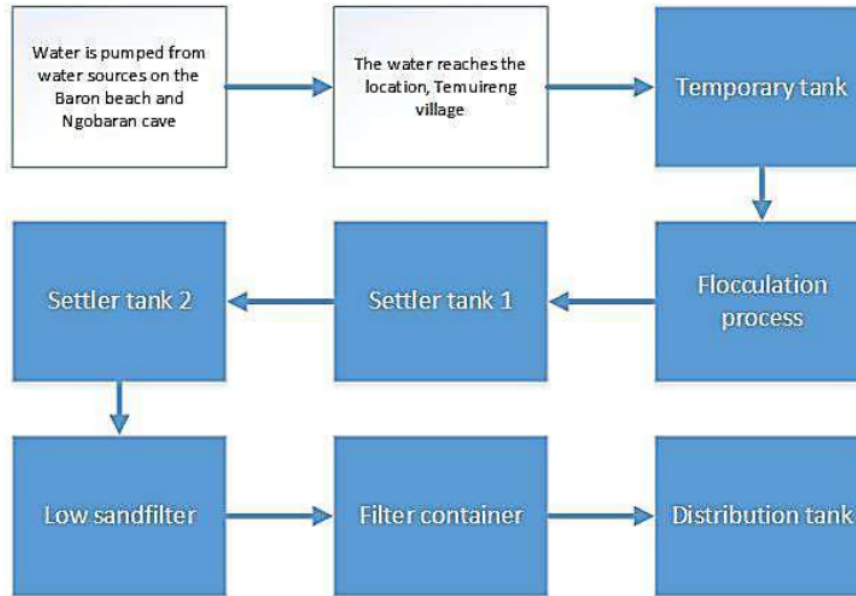 Water is pumped from
water sources on the
Baron beach and
Ngobaran cave
The water reaches the
location, Temuireng
village
Temporary tank
Flocculation
process
Settler tank 1
Settler tank 2
Low sandfilter
Filter container
Distribution tank